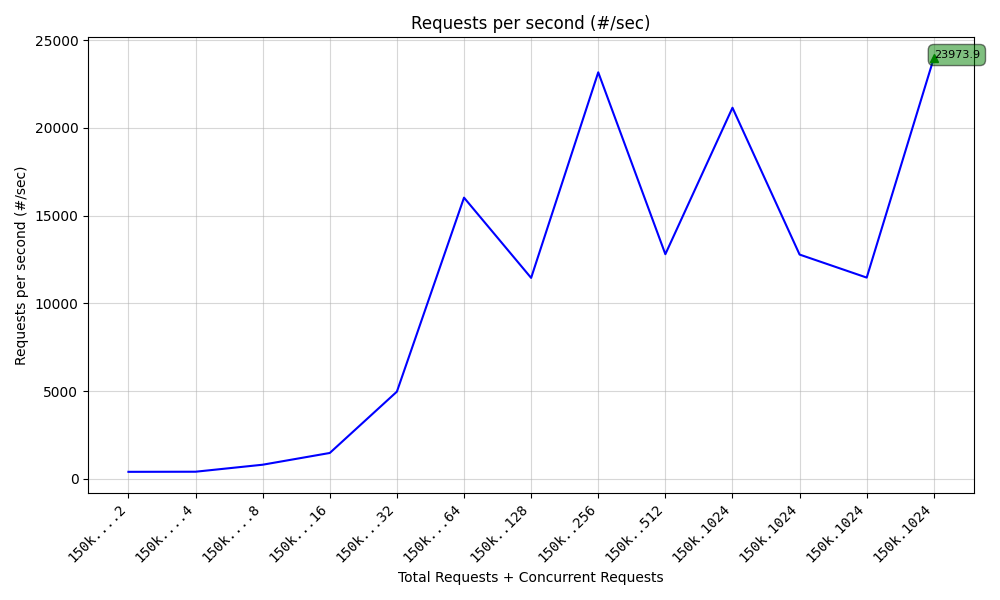 Requests per second (#/sec)
25000
23973.9
20000
15000
10000
5000
0
Requests per second (#/sec)
150k....2
150k....4
150k....8
150k...16
150k...32
150k...64
150k..128
150k..256
150k..512
150k.1024
150k.1024
150k.1024
150k.1024
Total Requests + Concurrent Requests